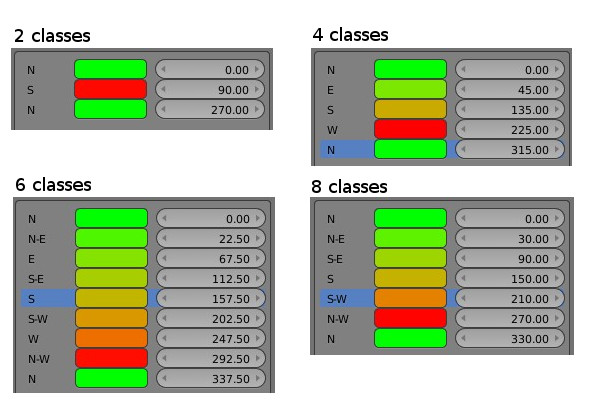 2 classes
N 0.00
S 90.00
N 270.00
4 classes
N 0.00
E 45.00
S 135.00
W 225.00
N 315.00
6 classes
N 0.00
N-E 22.50
E 67.50
S-E 112.50
S 157.50
S-W 202.50
W 247.50
N-W 292.50
N 337.50
8 classes
N 0.00
N-E 30.00
S-E 90.00
S 150.00
S-W 210.00
N-W 270.00
N 330.00